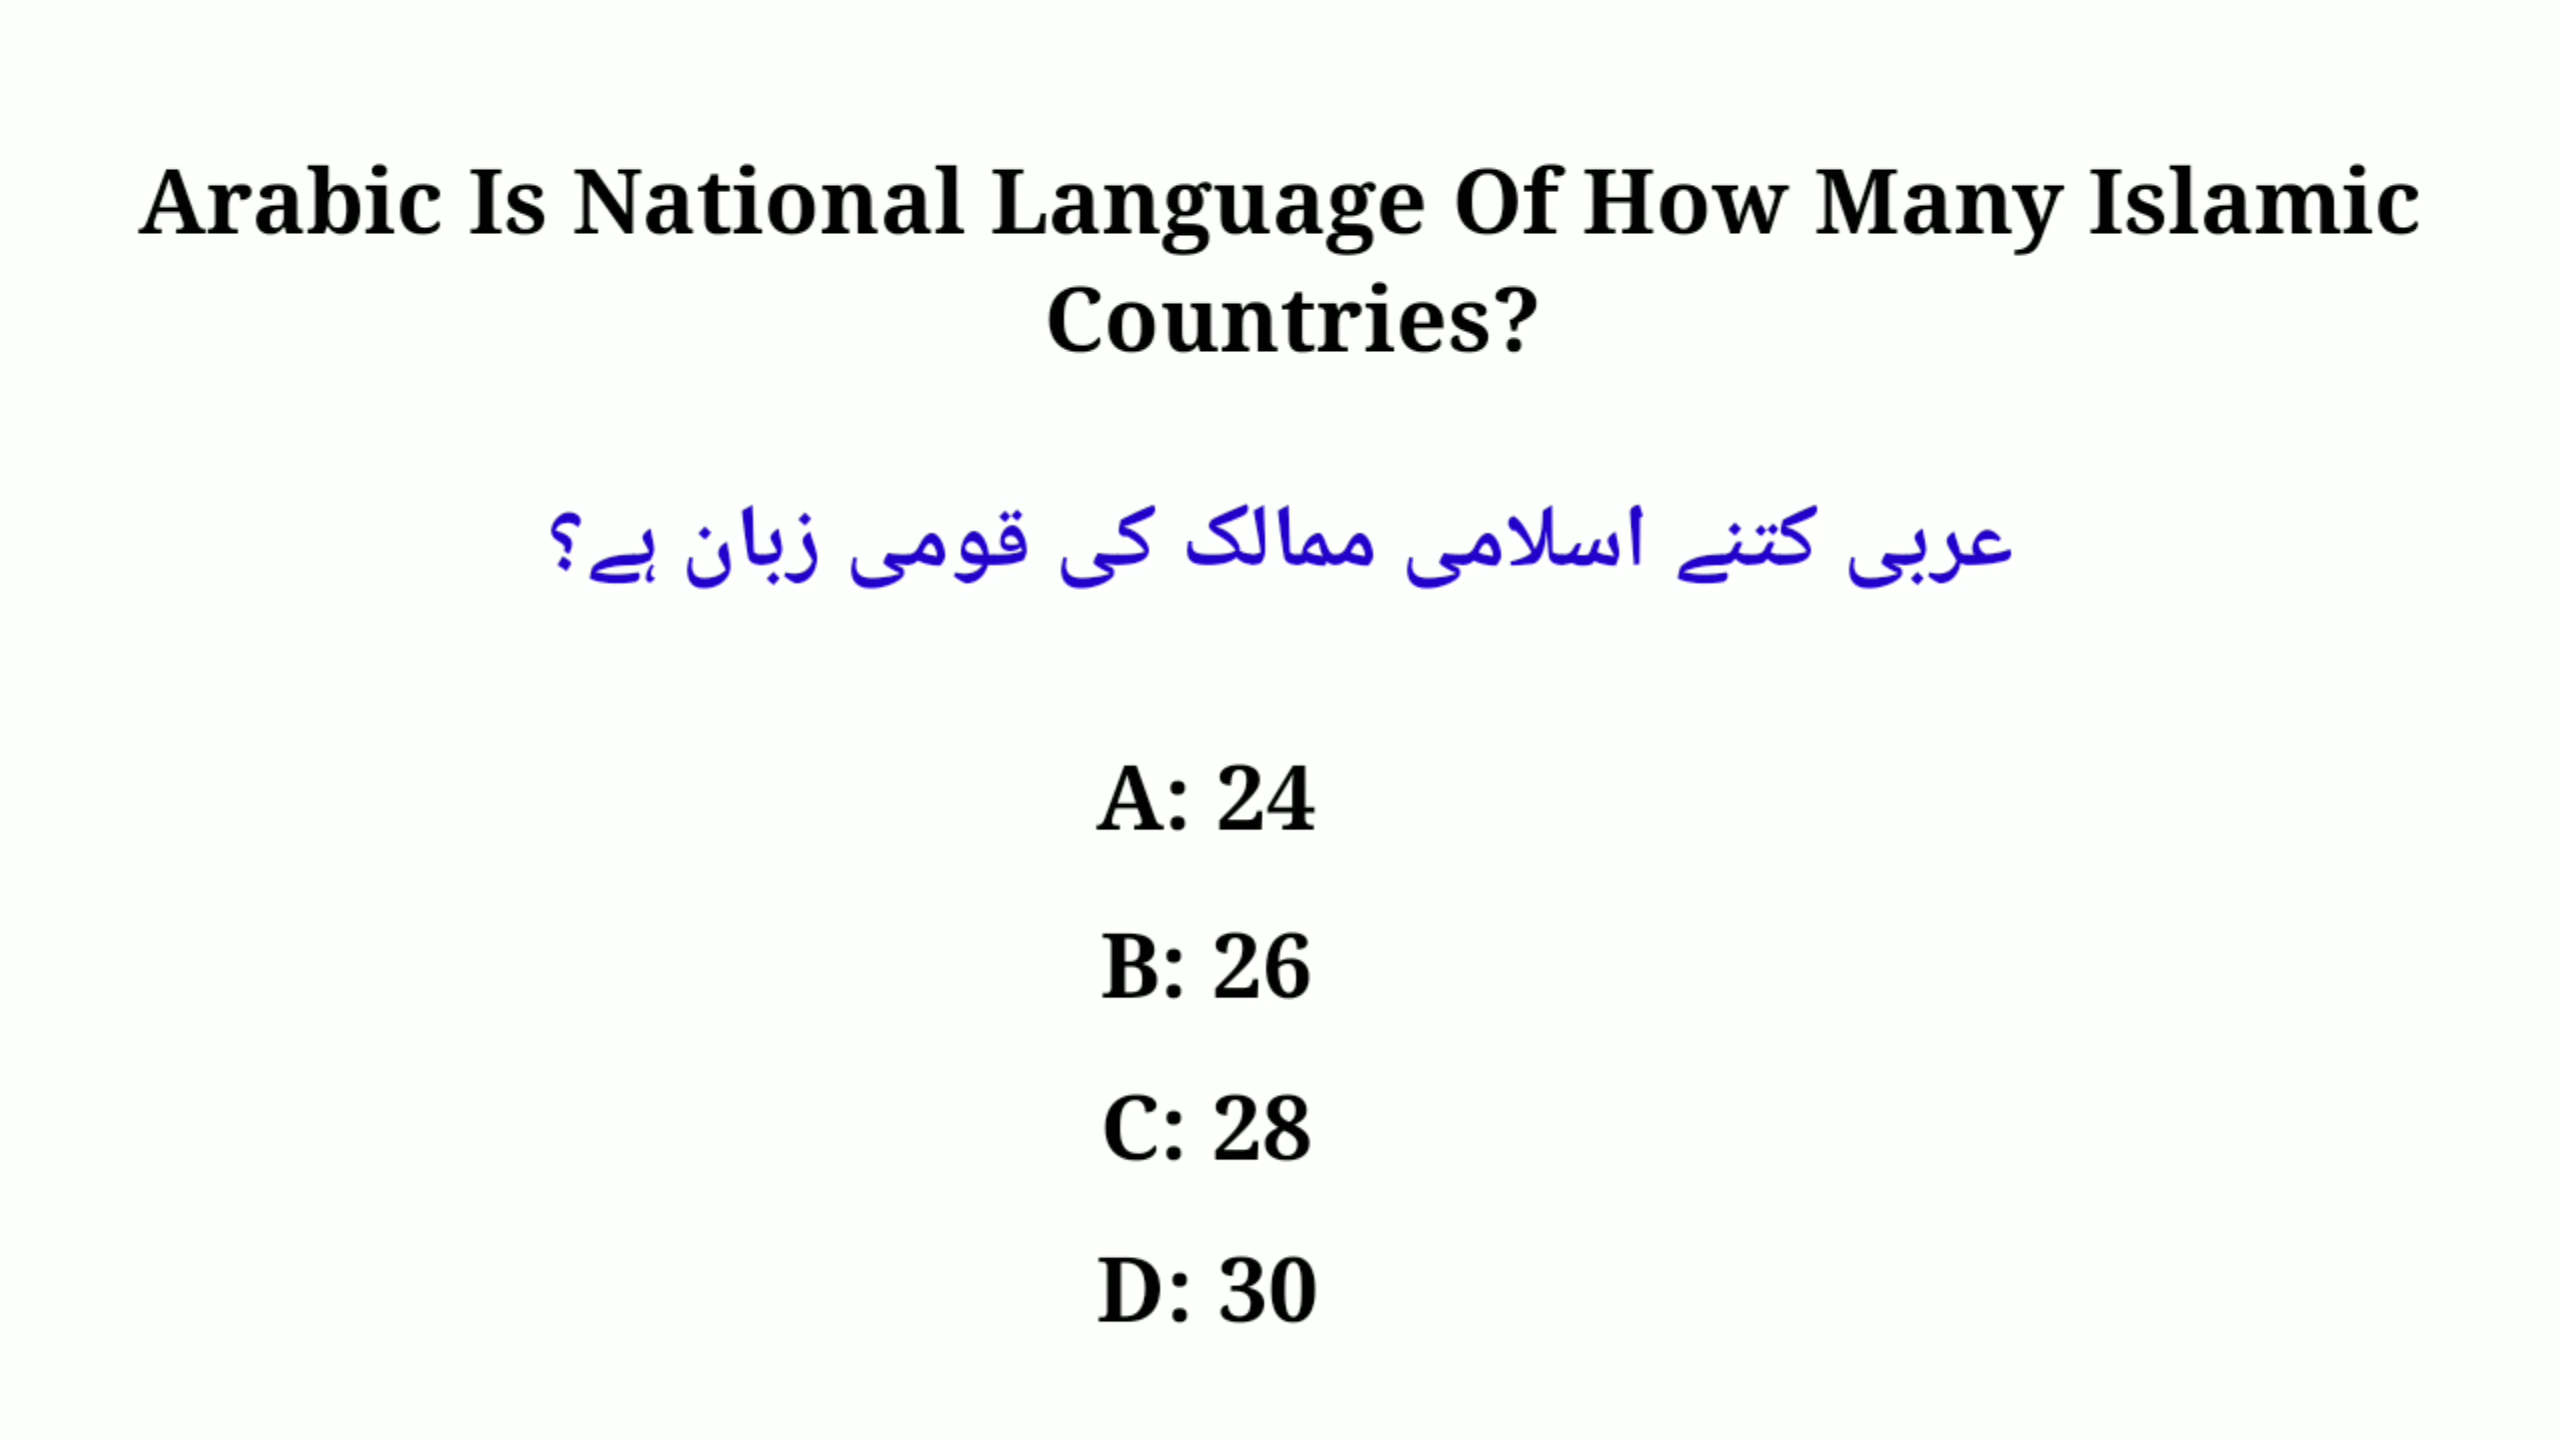 Arabic Is National Language Of How Many Islamic
Countries?
عربی کتنے اسلامی ممالک کی قومی زبان ہے؟
A: 24
B: 26
C: 28
D: 30